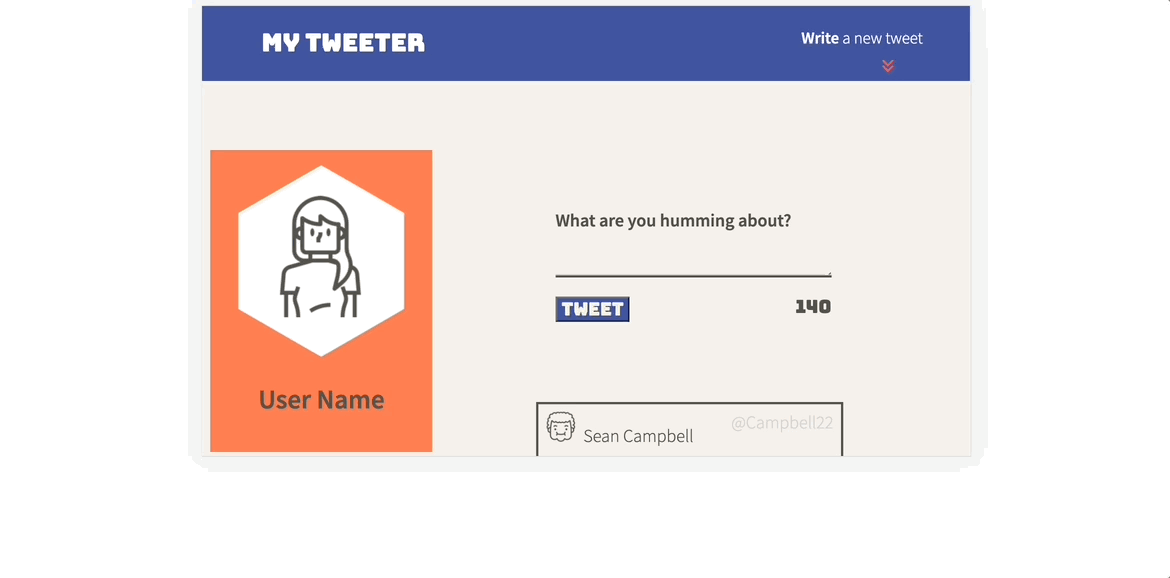 MY TWEETER
Write a new tweet
What are you humming about?
TWEET
140
User Name
Sean Campbell
@Campbell22